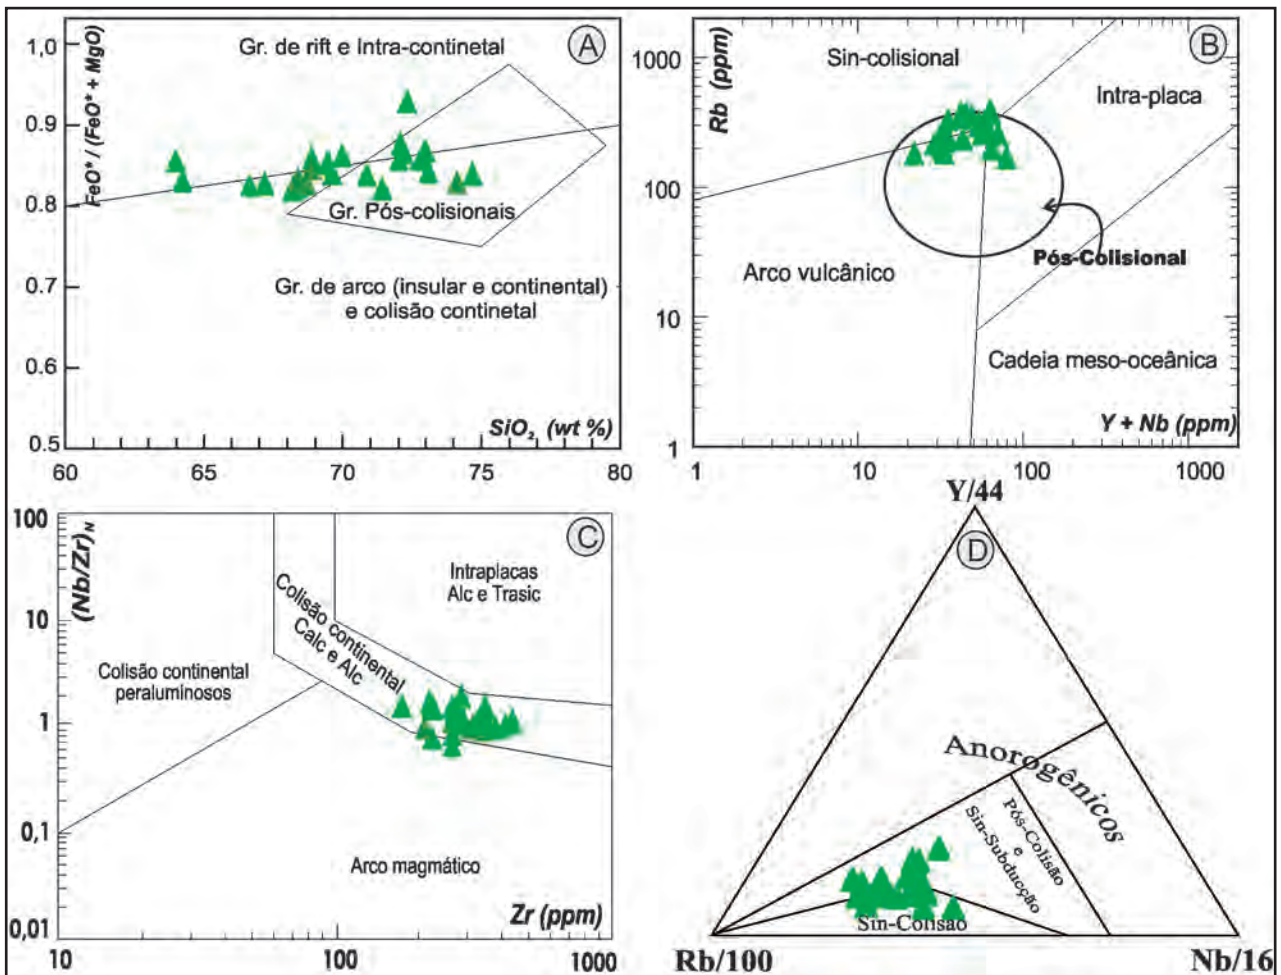 A
FeO* / (FeO* + MgO)
1,0
0.9
0.8
0.7
0.6
0.5
Gr. de rift e Intra-continetal
Gr. Pós-colisionais
Gr. de arco (insular e continental)
e colisão continetal
SiO₂ (wt %)
60
65
70
75
80
B
Rb (ppm)
1000
100
10
1
Sin-colisional
Intra-placa
Arco vulcânico
Pós-Colisional
Cadeia meso-oceânica
Y + Nb (ppm)
1
10
100
1000
C
(Nb/Zr)N
100
10
1
0,1
0,01
Intraplacas
Alc e Trasic
Colisão continental
Calc e Alc
Colisão continental
peraluminosos
Arco magmático
Zr (ppm)
10
100
1000
Y/44
D
Anorogênicos
Pós-Colisão
e
Sin-Subducção
Sin-Colisão
Rb/100
Nb/16